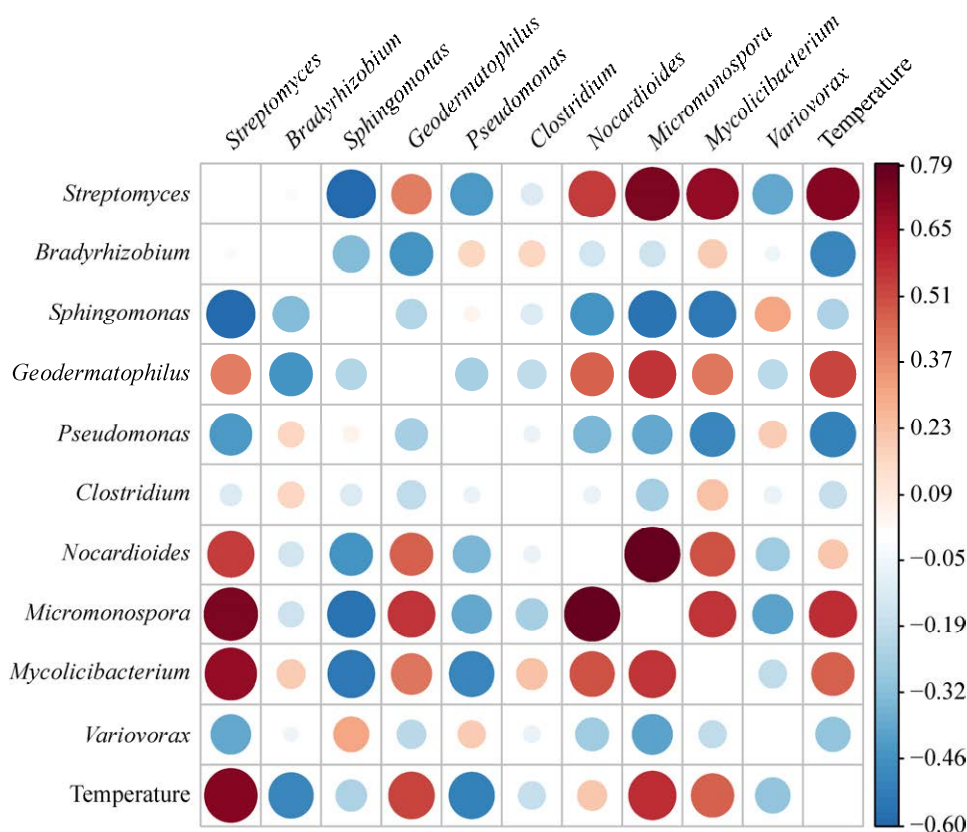 Streptomyces
Bradyrhizobium
Sphingomonas
Geodermatophilus
Pseudomonas
Clostridium
Nocardioides
Micromonospora
Mycolicibacterium
Variovorax
Temperature
Streptomyces
Bradyrhizobium
Sphingomonas
Geodermatophilus
Pseudomonas
Clostridium
Nocardioides
Micromonospora
Mycolicibacterium
Variovorax
Temperature
0.79
0.65
0.51
0.37
0.23
0.09
−0.05
−0.19
−0.32
−0.46
−0.60